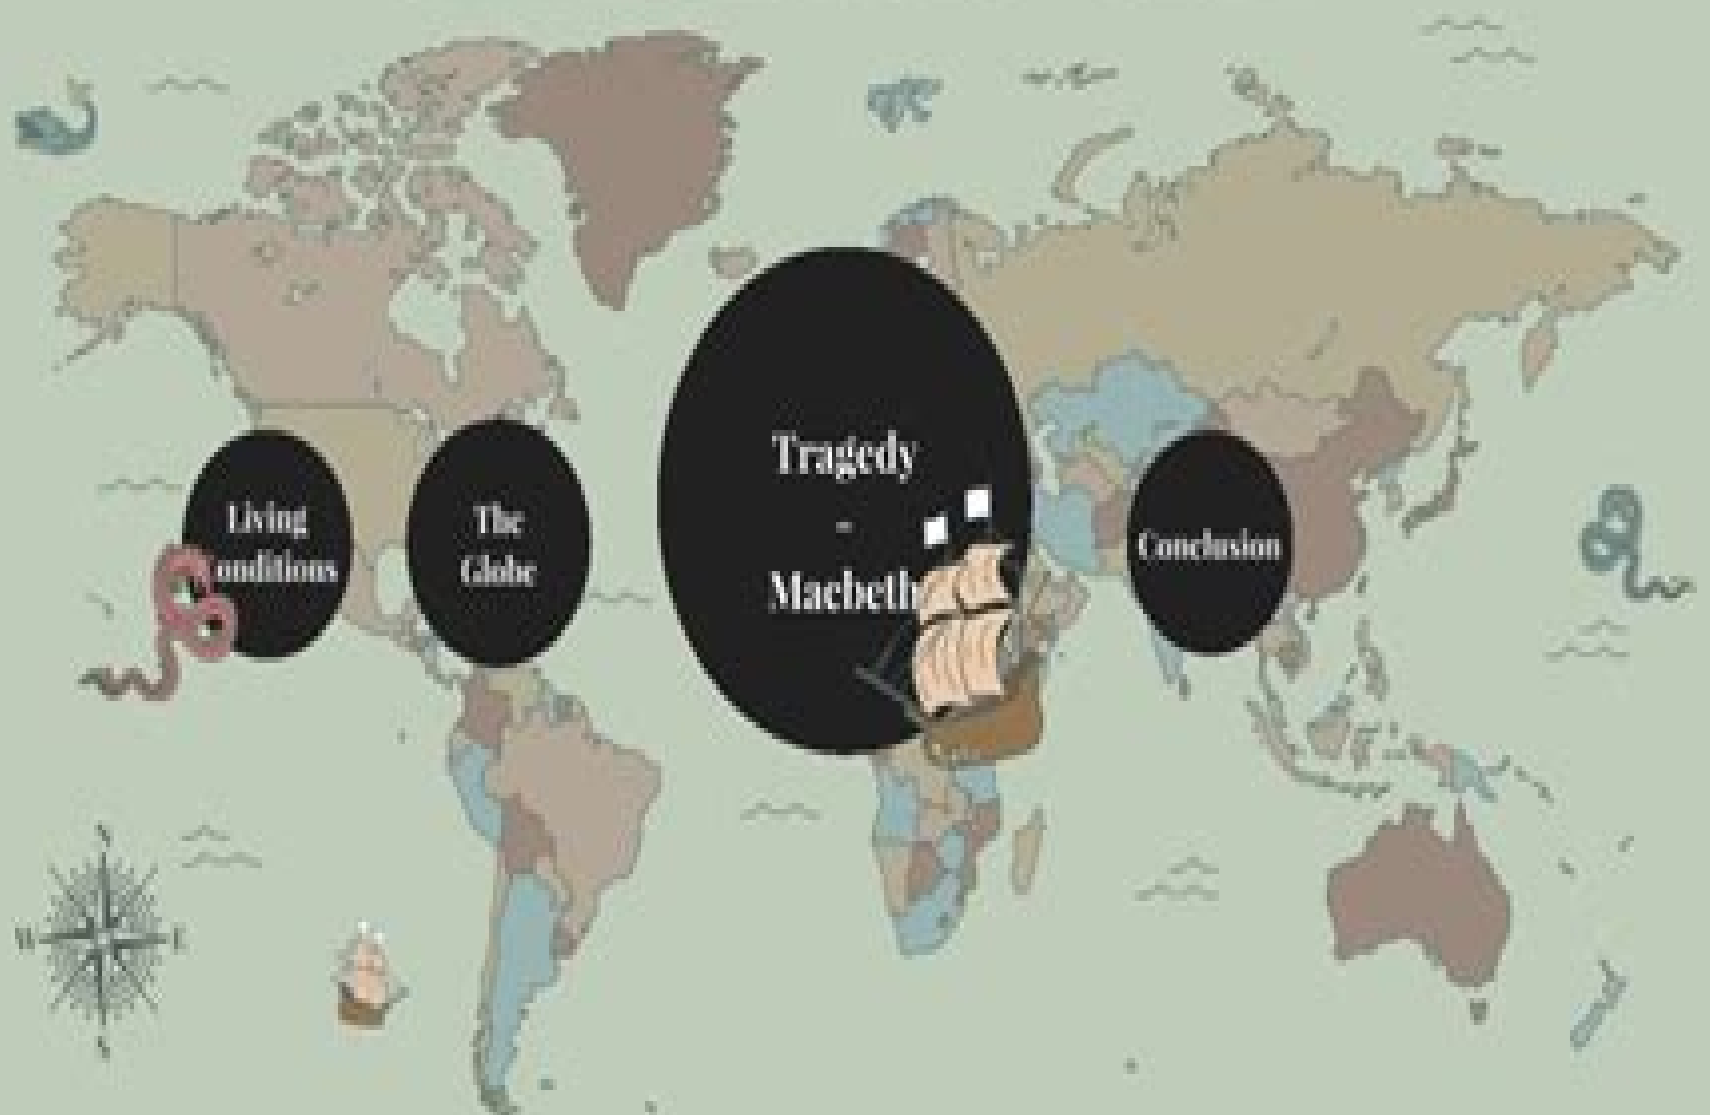 Living
onditions
The
Globe
Tragedy
-
Macbeth
Conclusion
W
E